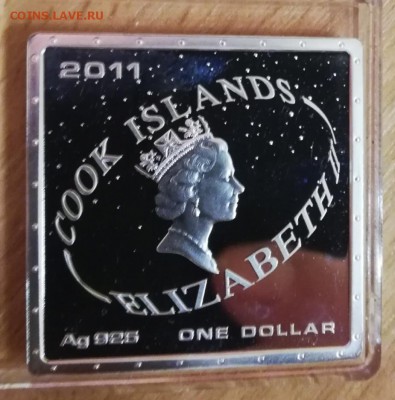 COINS.LAVE.RU
2011
COOK ISLANDS
ELIZABETH II
Ag 925 ONE DOLLAR